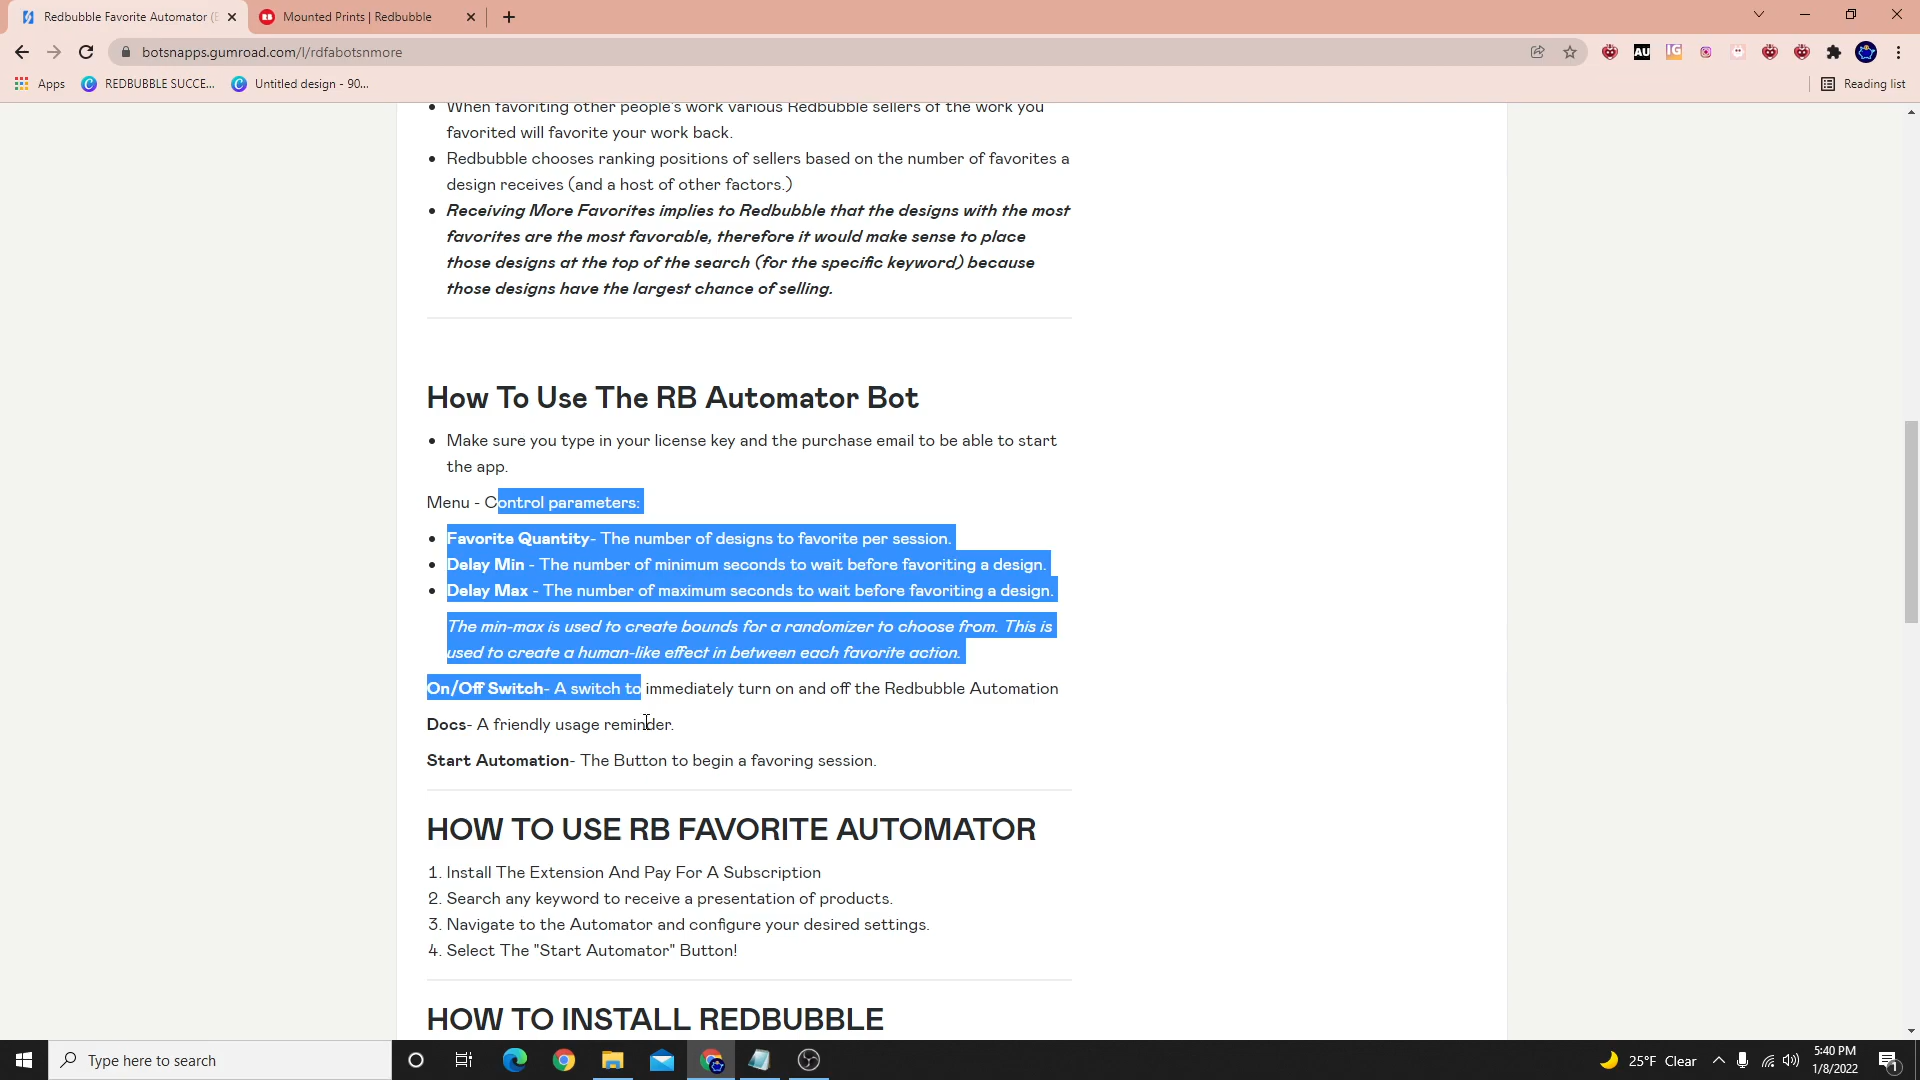 Redbubble Favorite Automator (E
Mounted Prints | Redbubble
botsnapps.gumroad.com/l/rdfabotsnmore
AU
IG
Apps
REDBUBBLE SUCCE...
Untitled design - 90...
Reading list
When favoriting other people's work various Redbubble sellers of the work you
favorited will favorite your work back.
Redbubble chooses ranking positions of sellers based on the number of favorites a
design receives (and a host of other factors.)
Receiving More Favorites implies to Redbubble that the designs with the most
favorites are the most favorable, therefore it would make sense to place
those designs at the top of the search (for the specific keyword) because
those designs have the largest chance of selling.
How To Use The RB Automator Bot
Make sure you type in your license key and the purchase email to be able to start
the app.
Menu - Control parameters:
Favorite Quantity- The number of designs to favorite per session.
Delay Min - The number of minimum seconds to wait before favoriting a design.
Delay Max - The number of maximum seconds to wait before favoriting a design.
The min-max is used to create bounds for a randomizer to choose from. This is
used to create a human-like effect in between each favorite action.
On/Off Switch- A switch to immediately turn on and off the Redbubble Automation
Docs- A friendly usage reminder.
Start Automation- The Button to begin a favoring session.
HOW TO USE RB FAVORITE AUTOMATOR
1. Install The Extension And Pay For A Subscription
2. Search any keyword to receive a presentation of products.
3. Navigate to the Automator and configure your desired settings.
4. Select The "Start Automator" Button!
HOW TO INSTALL REDBUBBLE
Type here to search
25°F Clear
5:40 PM
1/8/2022
1